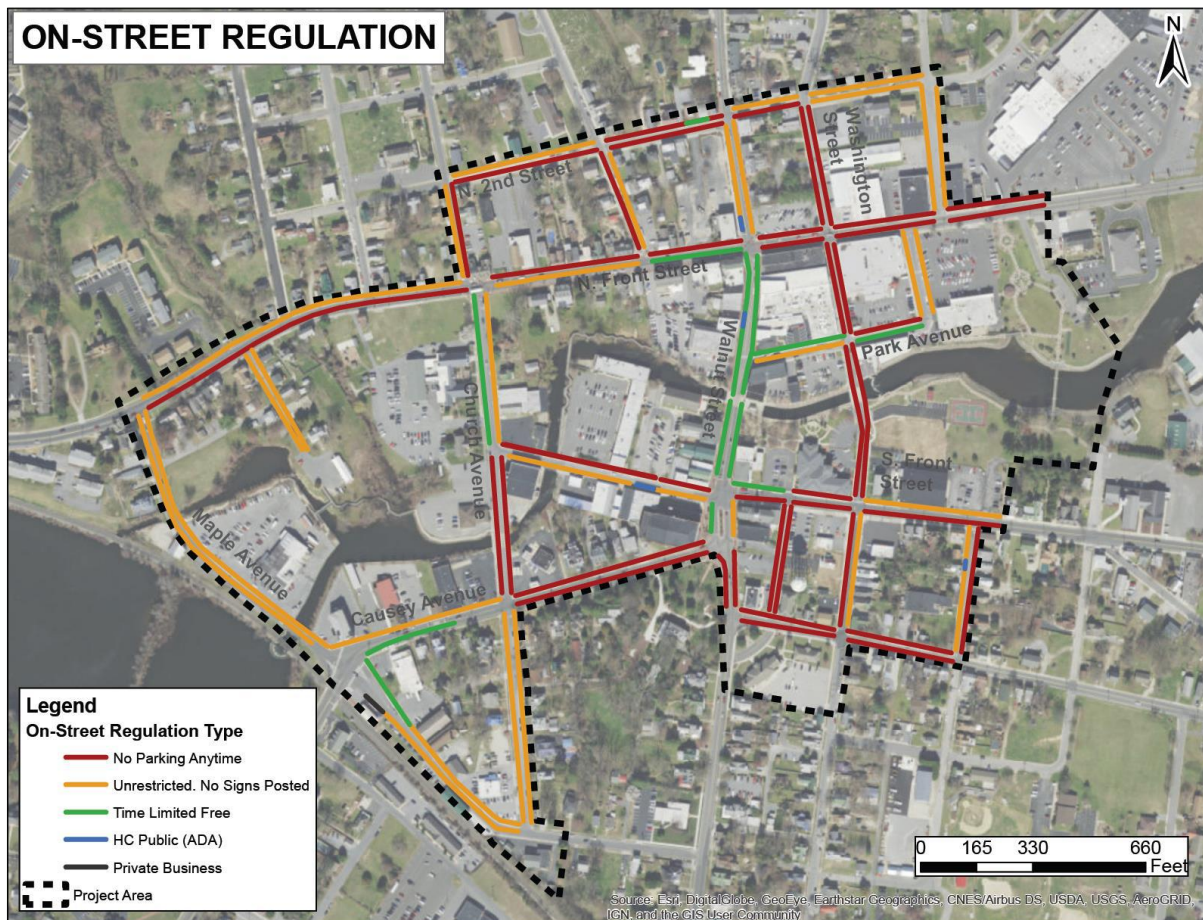 ON-STREET REGULATION
N
Washington
Street
N. 2nd Street
N. Front Street
Walnut Street
Park Avenue
Church Avenue
S. Front
Street
Maple Avenue
Causey Avenue
Legend
On-Street Regulation Type
No Parking Anytime
Unrestricted. No Signs Posted
Time Limited Free
HC Public (ADA)
Private Business
Project Area
0 165 330 660
Feet
Source: Esri, DigitalGlobe, GeoEye, Earthstar Geographics, CNES/Airbus DS, USDA, USGS, AeroGRID,
IGN, and the GIS User Community